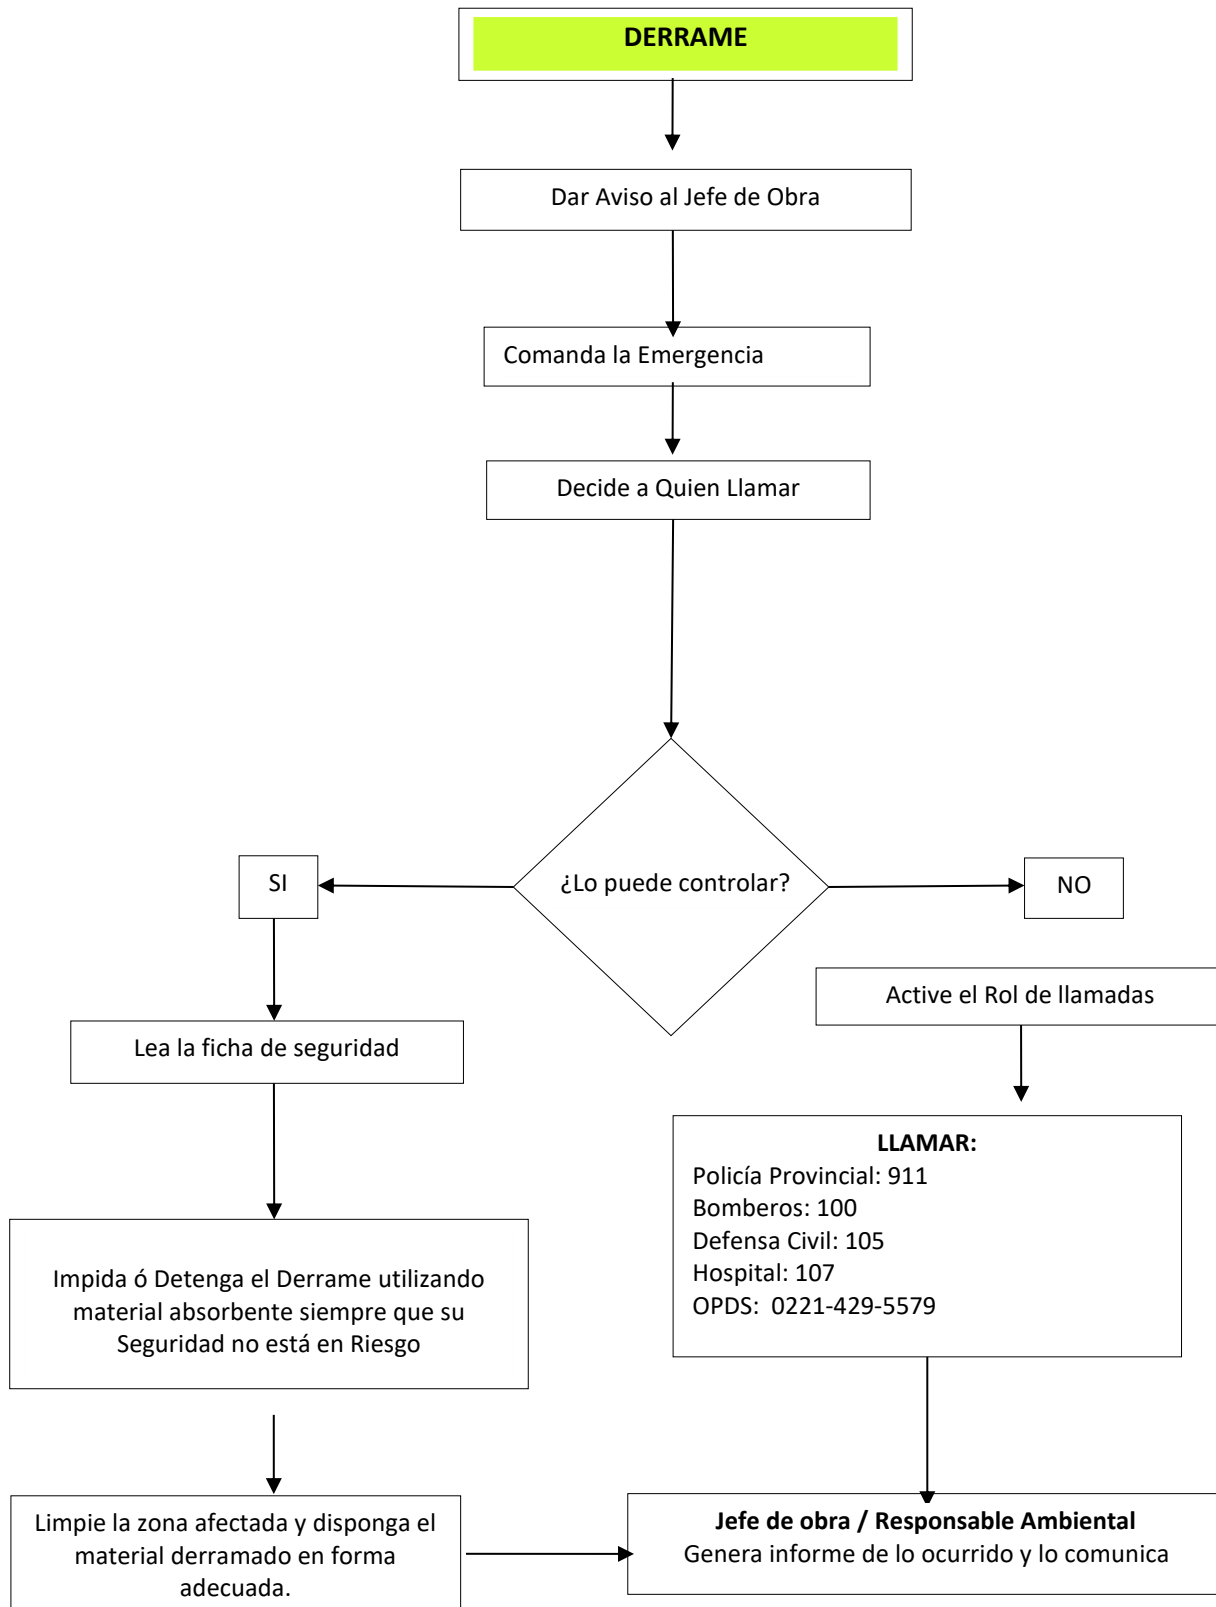 DERRAME
Dar Aviso al Jefe de Obra
Comanda la Emergencia
Decide a Quien Llamar
¿Lo puede controlar?
SI
NO
Active el Rol de llamadas
Lea la ficha de seguridad
LLAMAR:
Policía Provincial: 911
Bomberos: 100
Defensa Civil: 105
Hospital: 107
OPDS:  0221-429-5579
Impida ó Detenga el Derrame utilizando
material absorbente siempre que su
Seguridad no está en Riesgo
Limpie la zona afectada y disponga el
material derramado en forma
adecuada.
Jefe de obra / Responsable Ambiental
Genera informe de lo ocurrido y lo comunica